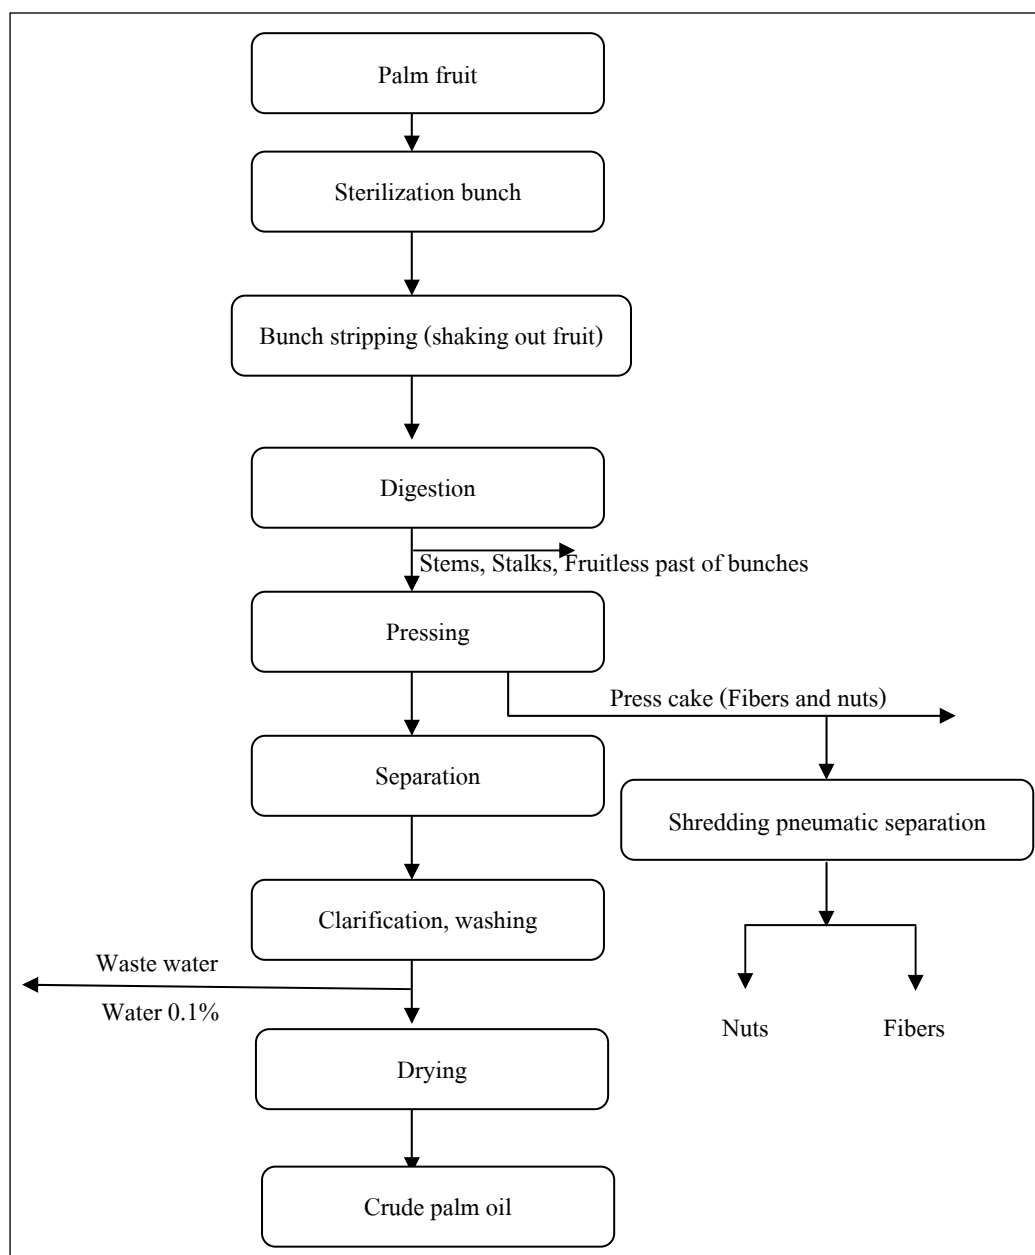 Palm fruit
Sterilization bunch
Bunch stripping (shaking out fruit)
Digestion
Stems, Stalks, Fruitless past of bunches
Pressing
Press cake (Fibers and nuts)
Separation
Shredding pneumatic separation
Clarification, washing
Waste water
Water 0.1%
Nuts
Fibers
Drying
Crude palm oil